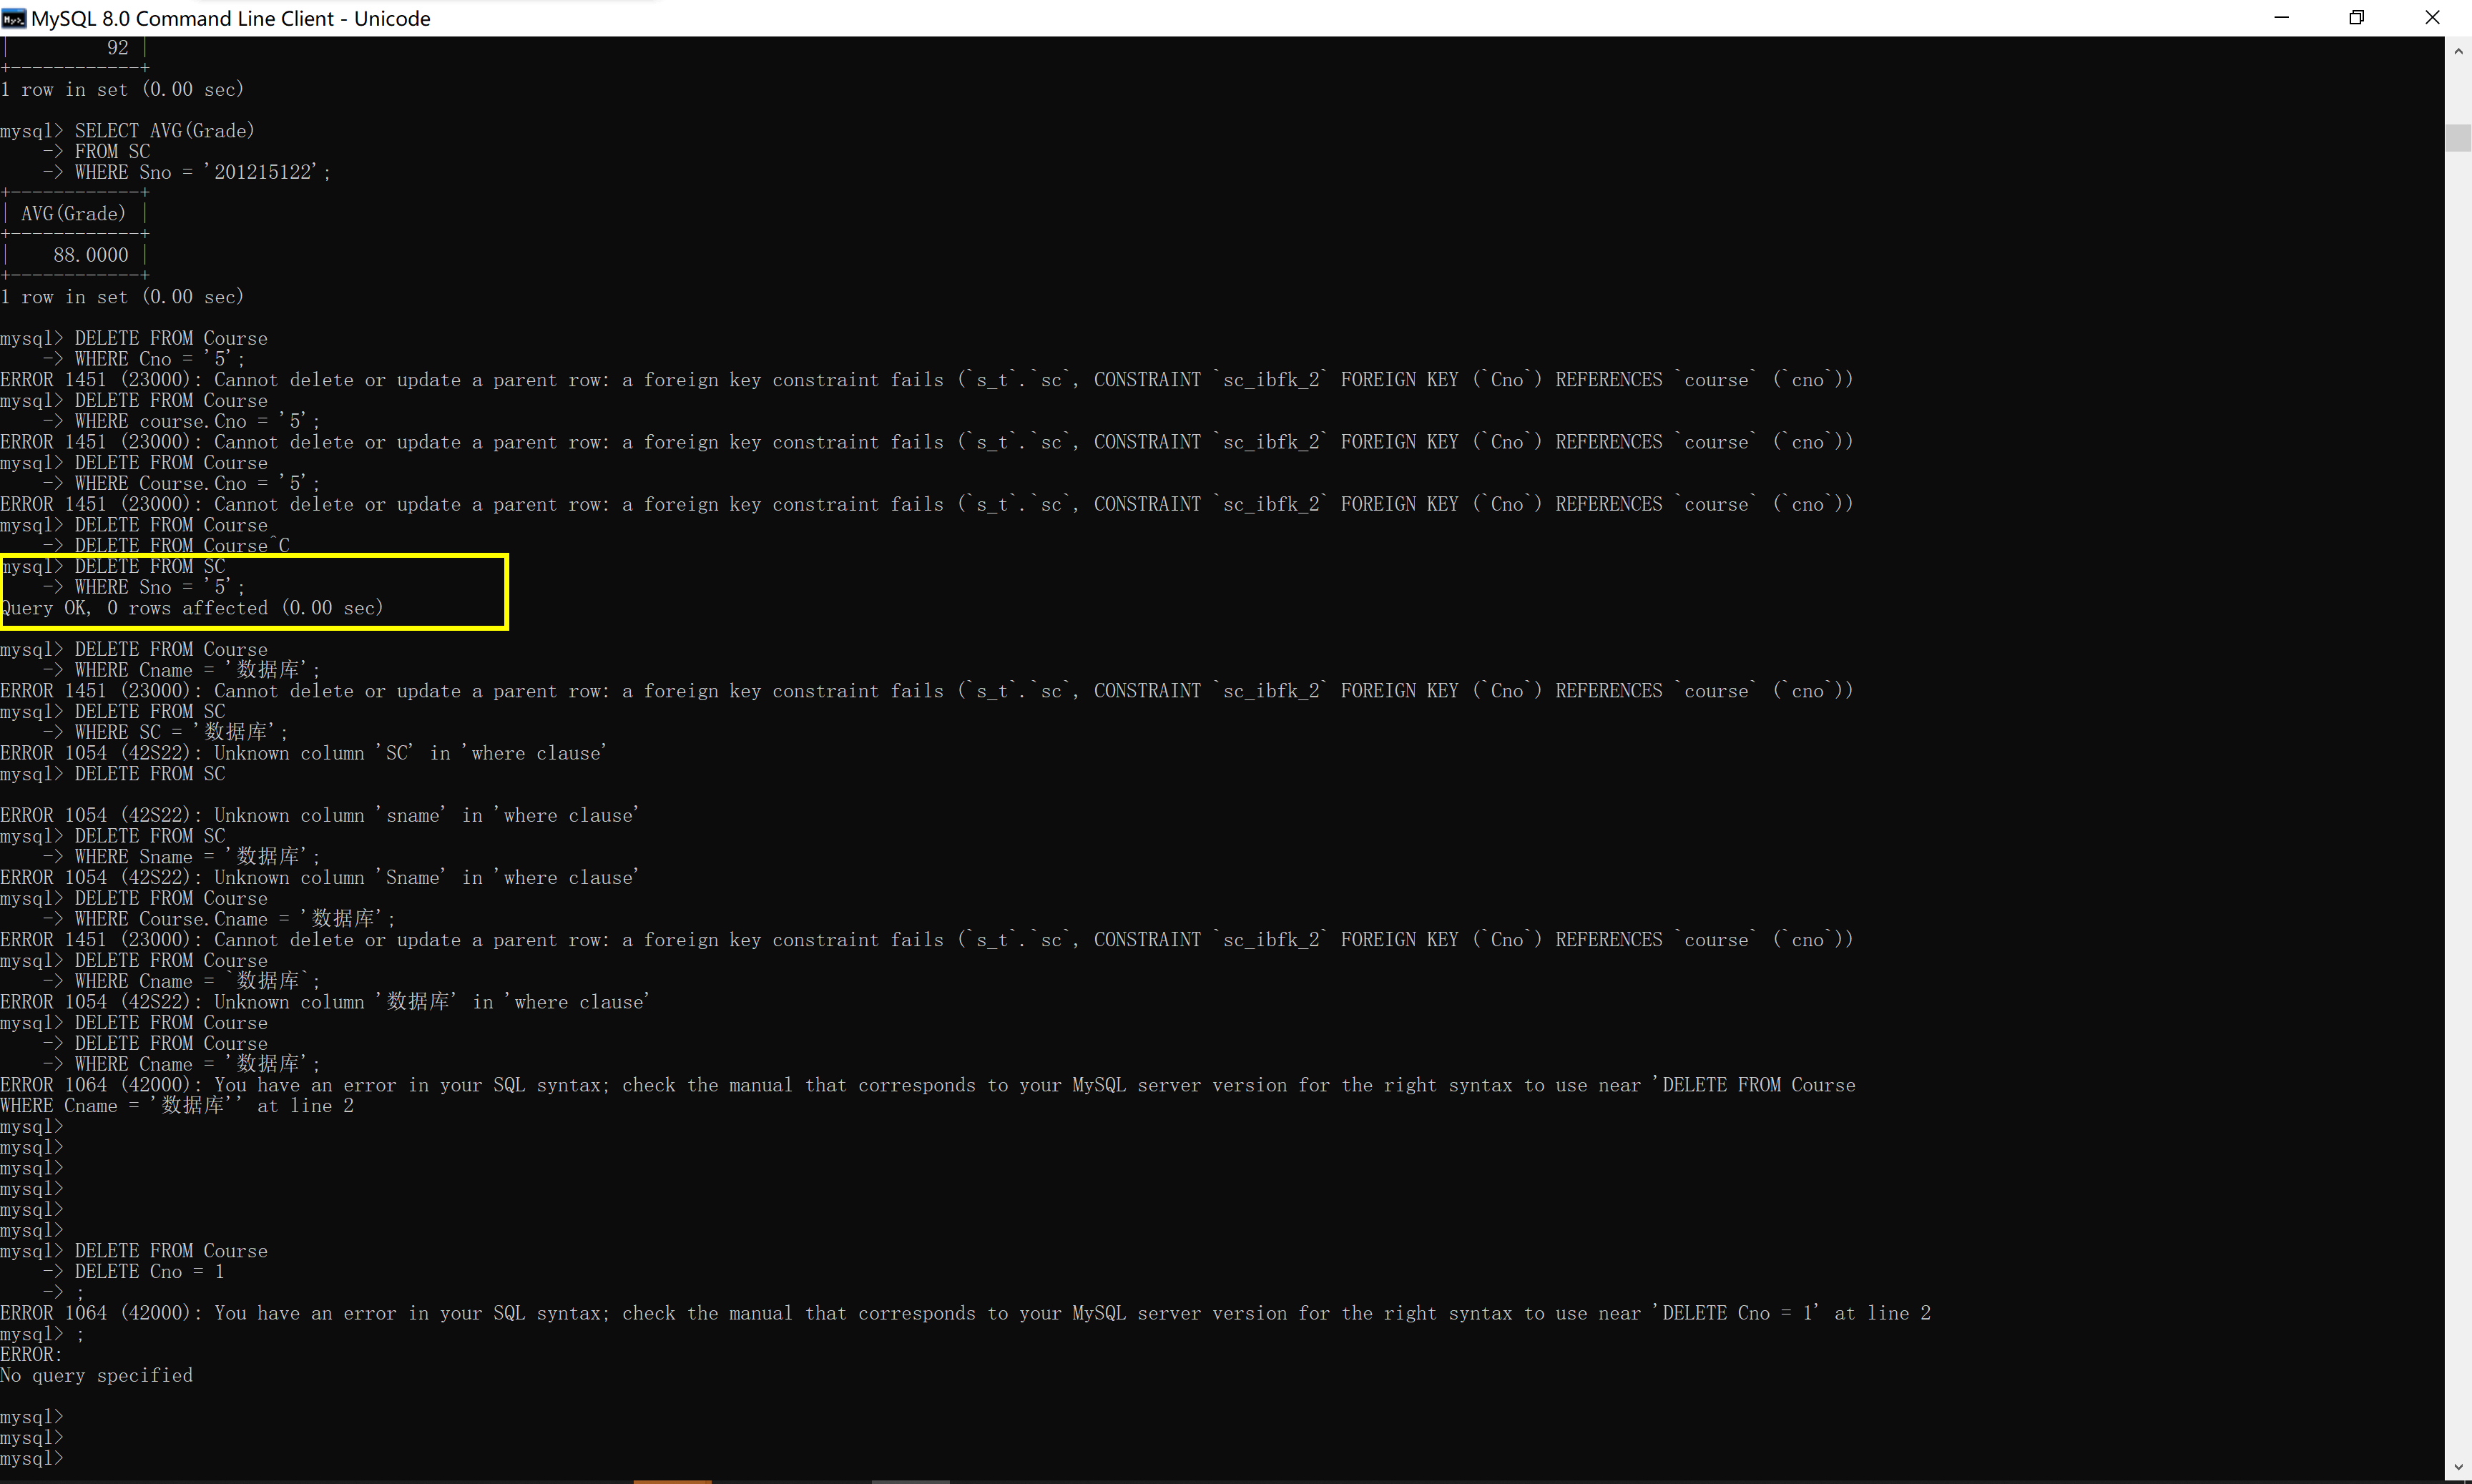 MySQL 8.0 Command Line Client - Unicode
|         92 |
+------------+
1 row in set (0.00 sec)
mysql> SELECT AVG(Grade)
    -> FROM SC
    -> WHERE Sno = '201215122';
+------------+
| AVG(Grade) |
+------------+
|    88.0000 |
+------------+
1 row in set (0.00 sec)
mysql> DELETE FROM Course
    -> WHERE Cno = '5';
ERROR 1451 (23000): Cannot delete or update a parent row: a foreign key constraint fails (`s_t`.`sc`, CONSTRAINT `sc_ibfk_2` FOREIGN KEY (`Cno`) REFERENCES `course` (`cno`))
mysql> DELETE FROM Course
    -> WHERE course.Cno = '5';
ERROR 1451 (23000): Cannot delete or update a parent row: a foreign key constraint fails (`s_t`.`sc`, CONSTRAINT `sc_ibfk_2` FOREIGN KEY (`Cno`) REFERENCES `course` (`cno`))
mysql> DELETE FROM Course
    -> WHERE Course.Cno = '5';
ERROR 1451 (23000): Cannot delete or update a parent row: a foreign key constraint fails (`s_t`.`sc`, CONSTRAINT `sc_ibfk_2` FOREIGN KEY (`Cno`) REFERENCES `course` (`cno`))
mysql> DELETE FROM Course
    -> DELETE FROM Course^C
mysql> DELETE FROM SC
    -> WHERE Sno = '5';
Query OK, 0 rows affected (0.00 sec)
mysql> DELETE FROM Course
    -> WHERE Cname = '数据库';
ERROR 1451 (23000): Cannot delete or update a parent row: a foreign key constraint fails (`s_t`.`sc`, CONSTRAINT `sc_ibfk_2` FOREIGN KEY (`Cno`) REFERENCES `course` (`cno`))
mysql> DELETE FROM SC
    -> WHERE SC = '数据库';
ERROR 1054 (42S22): Unknown column 'SC' in 'where clause'
mysql> DELETE FROM SC
ERROR 1054 (42S22): Unknown column 'sname' in 'where clause'
mysql> DELETE FROM SC
    -> WHERE Sname = '数据库';
ERROR 1054 (42S22): Unknown column 'Sname' in 'where clause'
mysql> DELETE FROM Course
    -> WHERE Course.Cname = '数据库';
ERROR 1451 (23000): Cannot delete or update a parent row: a foreign key constraint fails (`s_t`.`sc`, CONSTRAINT `sc_ibfk_2` FOREIGN KEY (`Cno`) REFERENCES `course` (`cno`))
mysql> DELETE FROM Course
    -> WHERE Cname = `数据库`;
ERROR 1054 (42S22): Unknown column '数据库' in 'where clause'
mysql> DELETE FROM Course
    -> DELETE FROM Course
    -> WHERE Cname = '数据库';
ERROR 1064 (42000): You have an error in your SQL syntax; check the manual that corresponds to your MySQL server version for the right syntax to use near 'DELETE FROM Course
WHERE Cname = '数据库'' at line 2
mysql>
mysql>
mysql>
mysql>
mysql>
mysql>
mysql> DELETE FROM Course
    -> DELETE Cno = 1
    -> ;
ERROR 1064 (42000): You have an error in your SQL syntax; check the manual that corresponds to your MySQL server version for the right syntax to use near 'DELETE Cno = 1' at line 2
mysql> ;
ERROR:
No query specified
mysql>
mysql>
mysql>